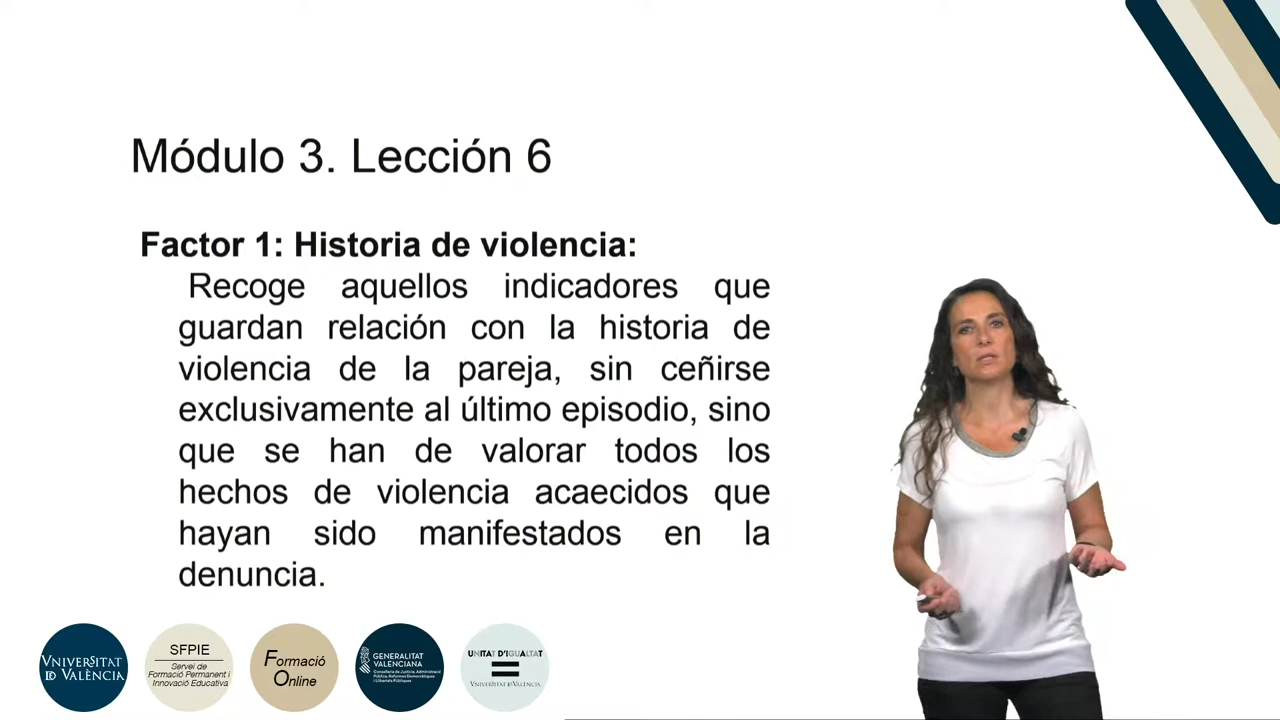 Módulo 3. Lección 6
Factor 1: Historia de violencia:
Recoge aquellos indicadores que
guardan relación con la historia de
violencia de la pareja, sin ceñirse
exclusivamente al último episodio, sino
que se han de valorar todos los
hechos de violencia acaecidos que
hayan sido manifestados en la
denuncia.
VNIVERSITAT
ID VALÈNCIA
SFPIE
Servei de
Formació Permanent i
Innovació Educativa
Formació
Online
GENERALITAT
VALENCIANA
Conselleria de Justícia, Administració
Pública, Reformes Democràtiques
i Llibertats Públiques
UNITAT D'IGUALTAT
VNIVERSITAT ID VALÈNCIA